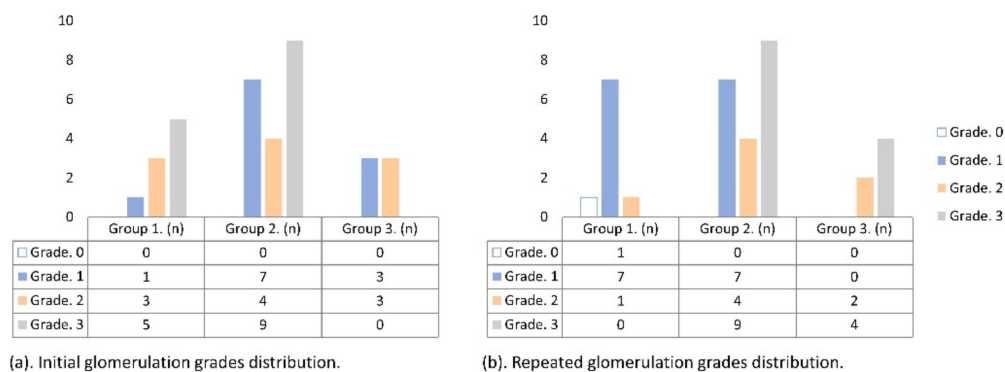 10
8
6
4
2
0
Group 1. (n) Group 2. (n) Group 3. (n)
Grade. 0 0 0 0
Grade. 1 1 7 3
Grade. 2 3 4 3
Grade. 3 5 9 0
(a). Initial glomerulation grades distribution.
10
8
6
4
2
0
Group 1. (n) Group 2. (n) Group 3. (n)
Grade. 0 1 0 0
Grade. 1 7 7 0
Grade. 2 1 4 2
Grade. 3 0 9 4
(b). Repeated glomerulation grades distribution.
Grade. 0
Grade. 1
Grade. 2
Grade. 3